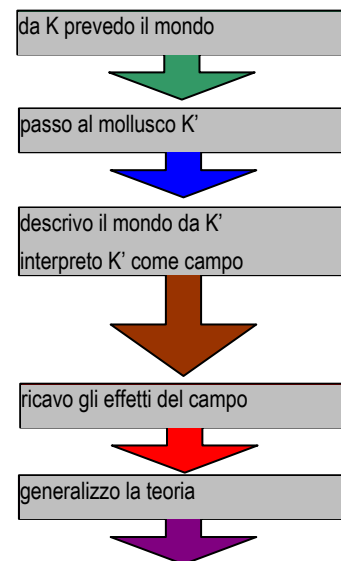 da K prevedo il mondo
passo al mollusco K’
descrivo il mondo da K’
interpreto K’ come campo
ricavo gli effetti del campo
generalizzo la teoria